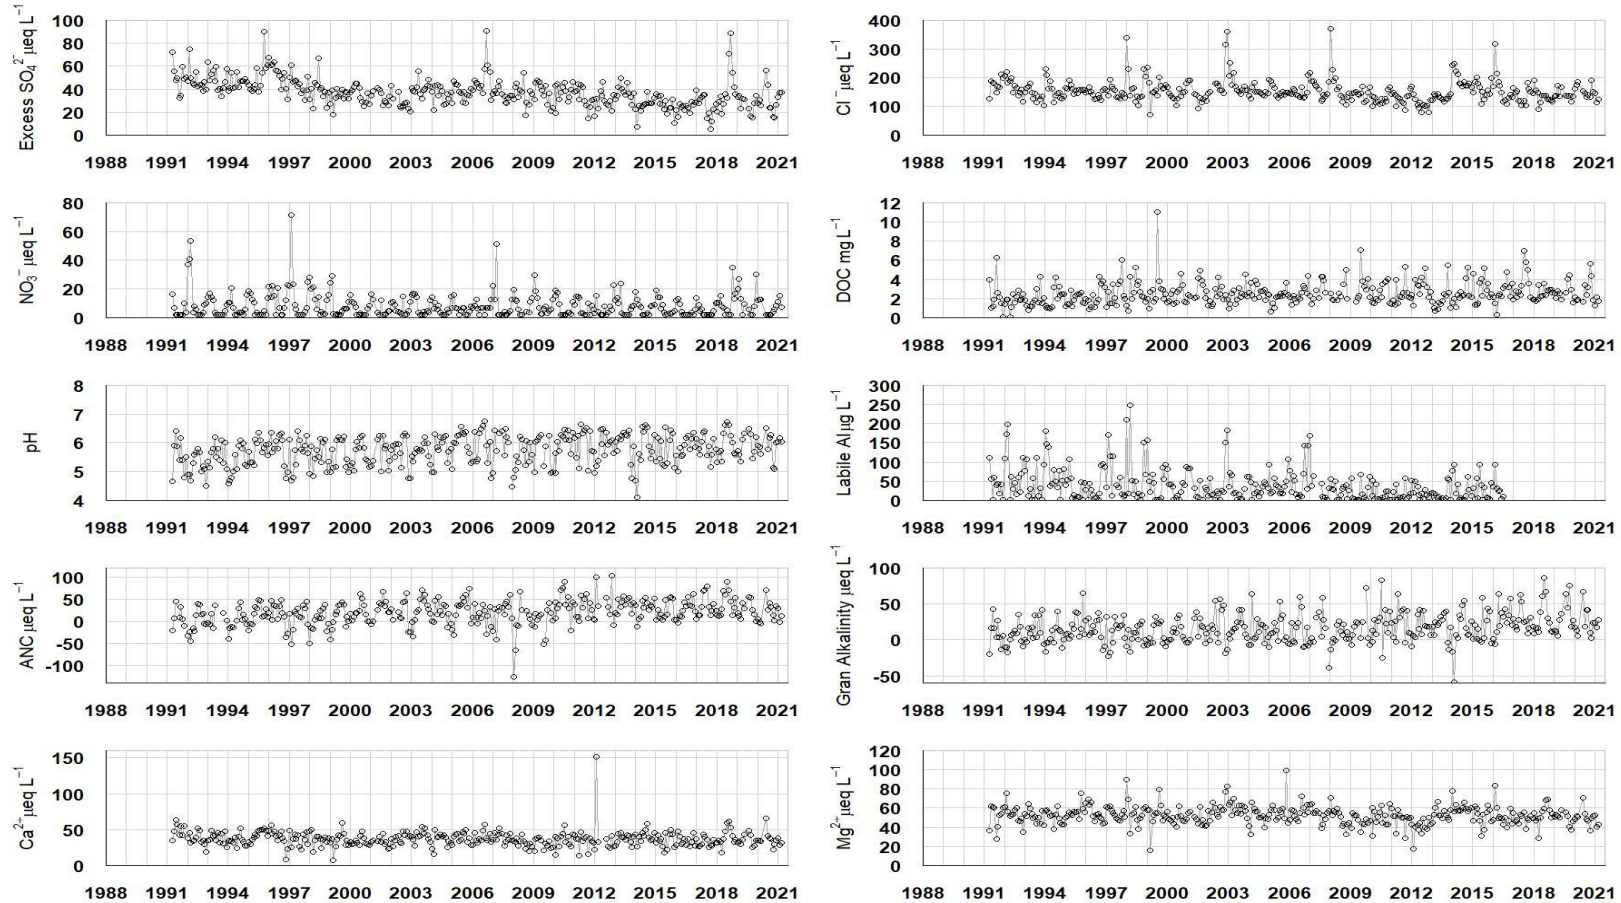 Excess SO₄²⁻ µeq L⁻¹
100
80
60
40
20
0
1988 1991 1994 1997 2000 2003 2006 2009 2012 2015 2018 2021
Cl⁻ µeq L⁻¹
400
300
200
100
0
1988 1991 1994 1997 2000 2003 2006 2009 2012 2015 2018 2021
NO₃⁻ µeq L⁻¹
80
60
40
20
0
1988 1991 1994 1997 2000 2003 2006 2009 2012 2015 2018 2021
DOC mg L⁻¹
12
10
8
6
4
2
0
1988 1991 1994 1997 2000 2003 2006 2009 2012 2015 2018 2021
pH
8
7
6
5
4
1988 1991 1994 1997 2000 2003 2006 2009 2012 2015 2018 2021
Labile Alµg L⁻¹
300
250
200
150
100
50
0
1988 1991 1994 1997 2000 2003 2006 2009 2012 2015 2018 2021
ANC µeq L⁻¹
100
50
0
-50
-100
1988 1991 1994 1997 2000 2003 2006 2009 2012 2015 2018 2021
Gran Alkalinity µeq L⁻¹
100
50
0
-50
1988 1991 1994 1997 2000 2003 2006 2009 2012 2015 2018 2021
Ca²⁺µeq L⁻¹
150
100
50
0
1988 1991 1994 1997 2000 2003 2006 2009 2012 2015 2018 2021
Mg²⁺µeq L⁻¹
120
100
80
60
40
20
0
1988 1991 1994 1997 2000 2003 2006 2009 2012 2015 2018 2021